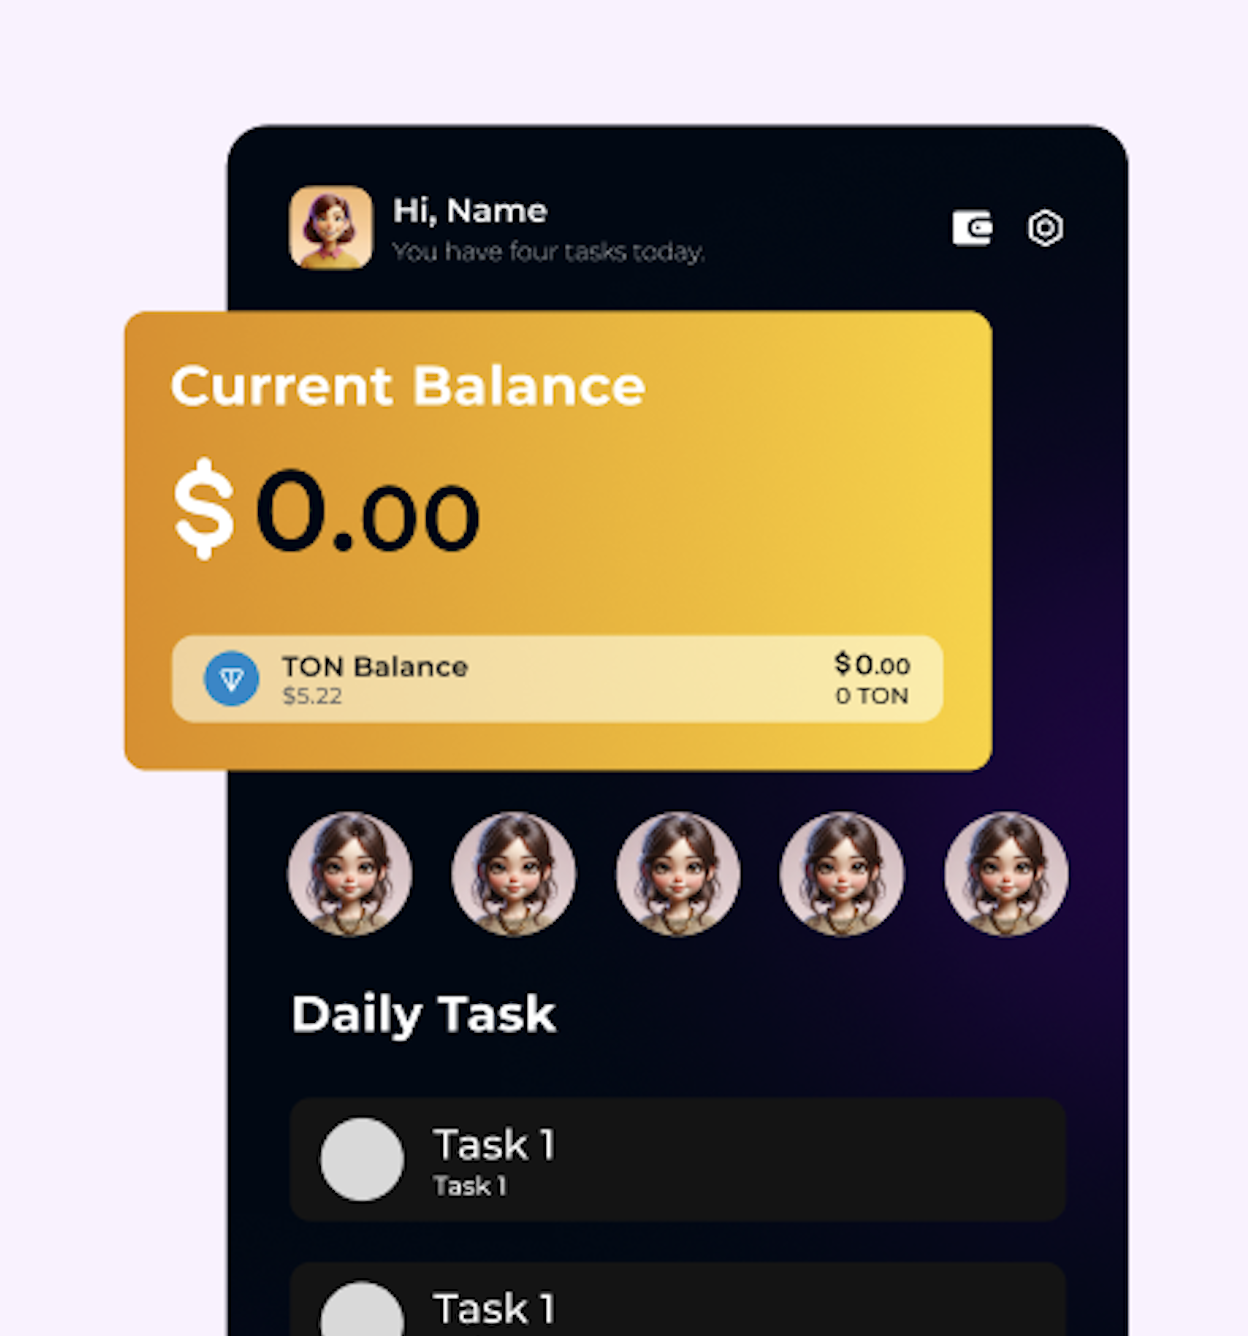 Hi, Name
You have four tasks today.
Current Balance
$0.00
TON Balance
$0.00
$5.22
0 TON
Daily Task
Task 1
Task 1
Task 1